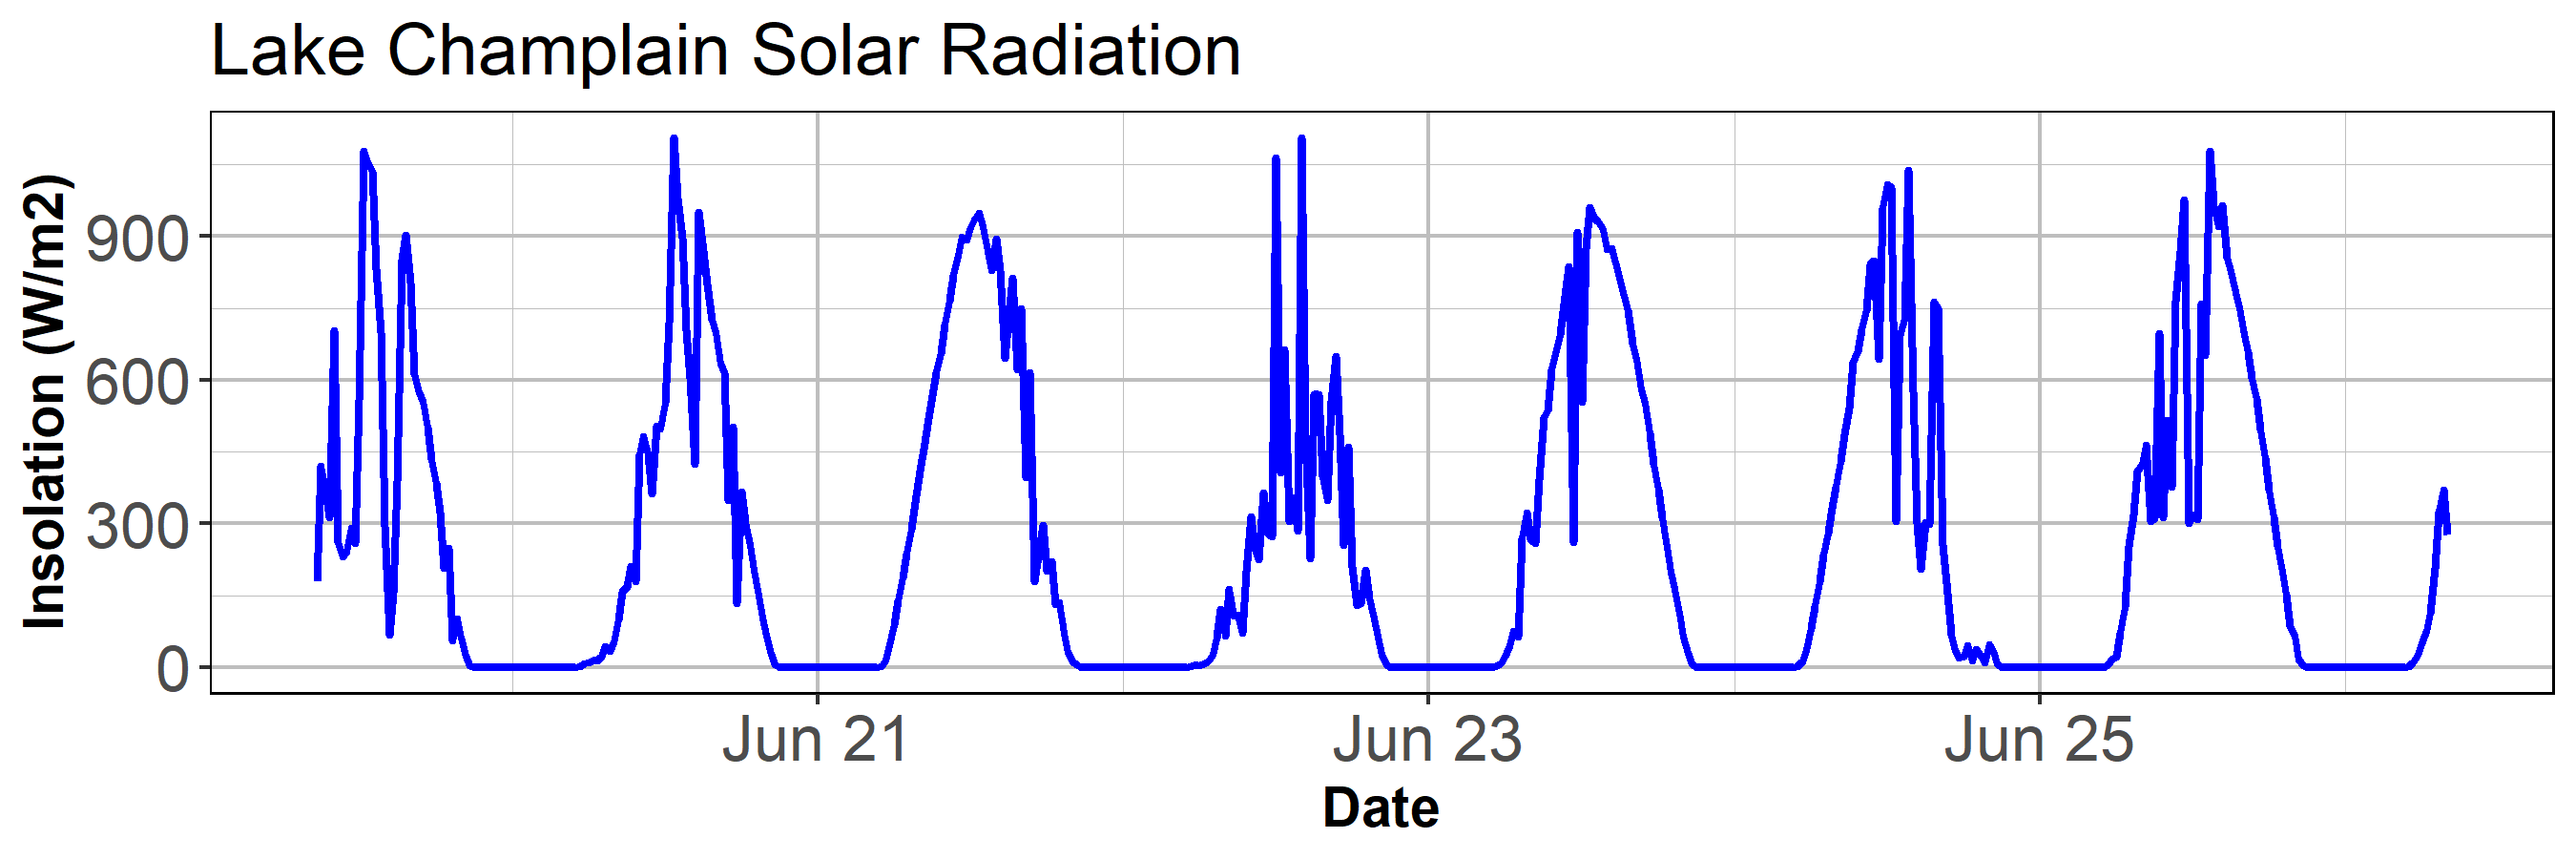 Lake Champlain Solar Radiation
Insolation (W/m2)
900
600
300
0
Jun 21 Jun 23 Jun 25
Date